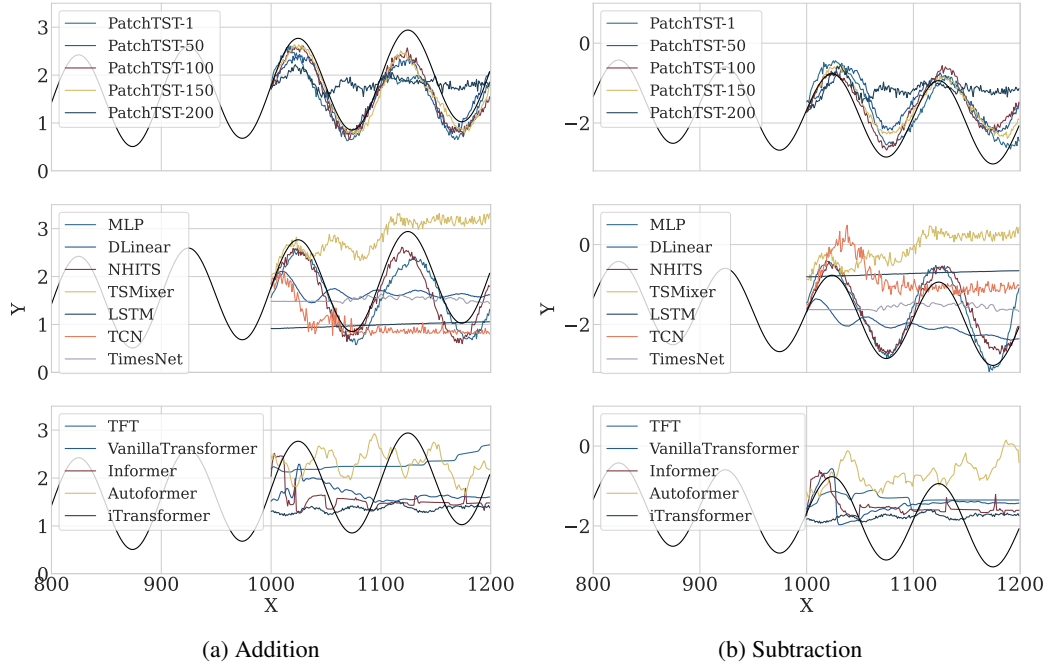 3
2
1
0
PatchTST-1
PatchTST-50
PatchTST-100
PatchTST-150
PatchTST-200
0
−2
PatchTST-1
PatchTST-50
PatchTST-100
PatchTST-150
PatchTST-200
Y
3
2
1
0
MLP
DLinear
NHITS
TSMixer
LSTM
TCN
TimesNet
Y
0
−2
MLP
DLinear
NHITS
TSMixer
LSTM
TCN
TimesNet
3
2
1
0
TFT
VanillaTransformer
Informer
Autoformer
iTransformer
800 900 1000 1100 1200
X
0
−2
TFT
VanillaTransformer
Informer
Autoformer
iTransformer
800 900 1000 1100 1200
X
(a) Addition
(b) Subtraction